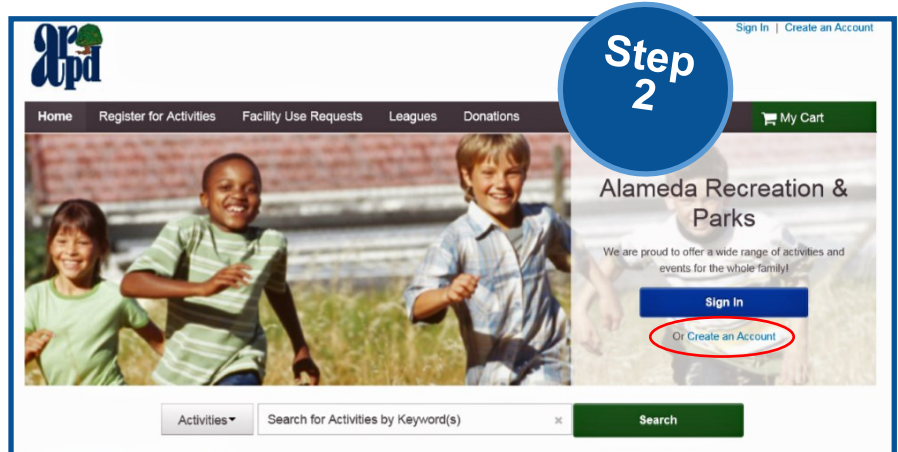 arpd
Sign In | Create an Account
Step
2
Home Register for Activities Facility Use Requests Leagues Donations My Cart
Alameda Recreation &
Parks
We are proud to offer a wide range of activities and
events for the whole family!
Sign In
Or Create an Account
Activities Search for Activities by Keyword(s) × Search